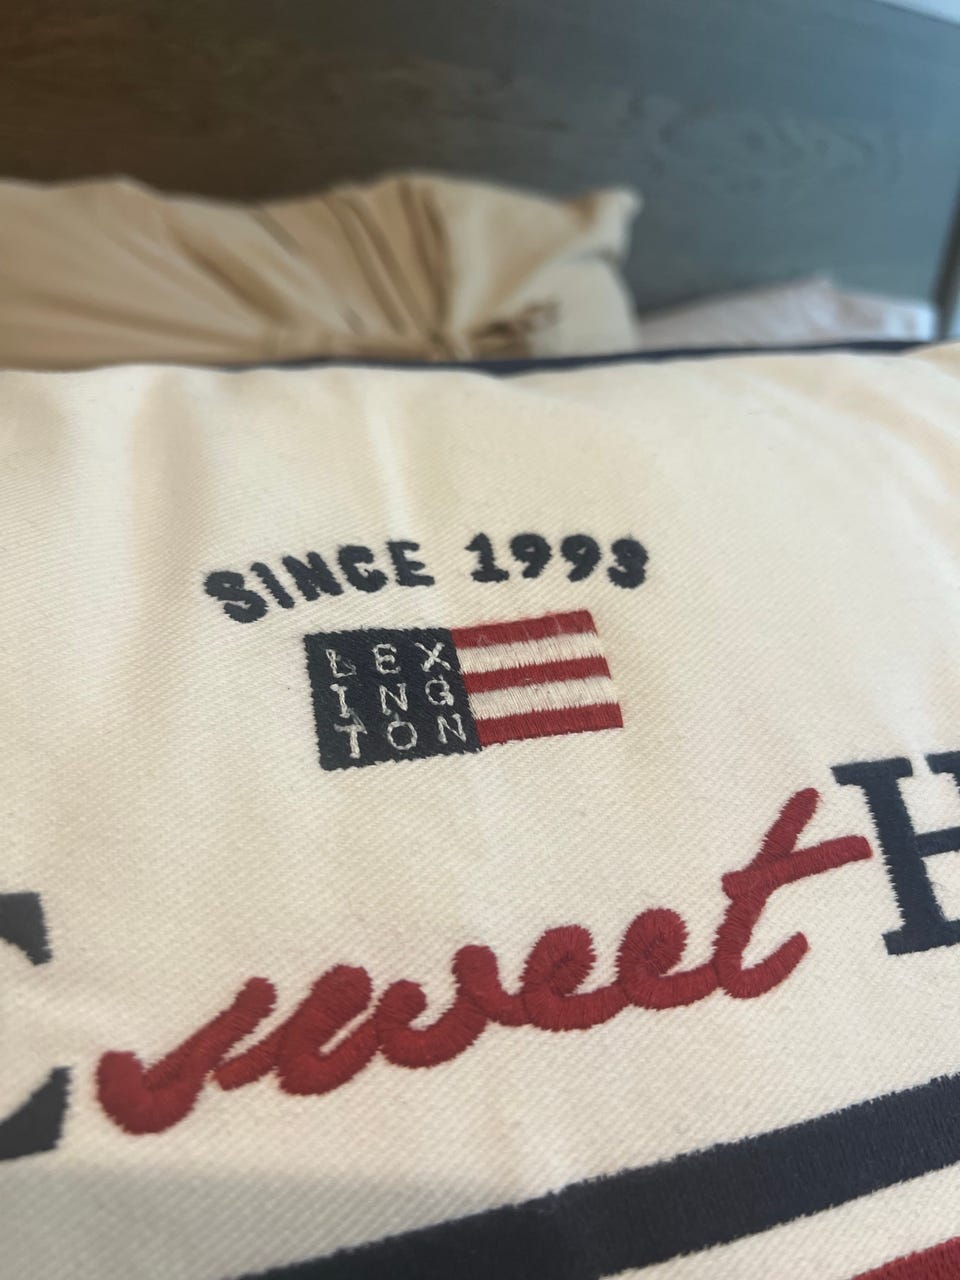 SINCE 1993
LEX
ING
TON
sweet